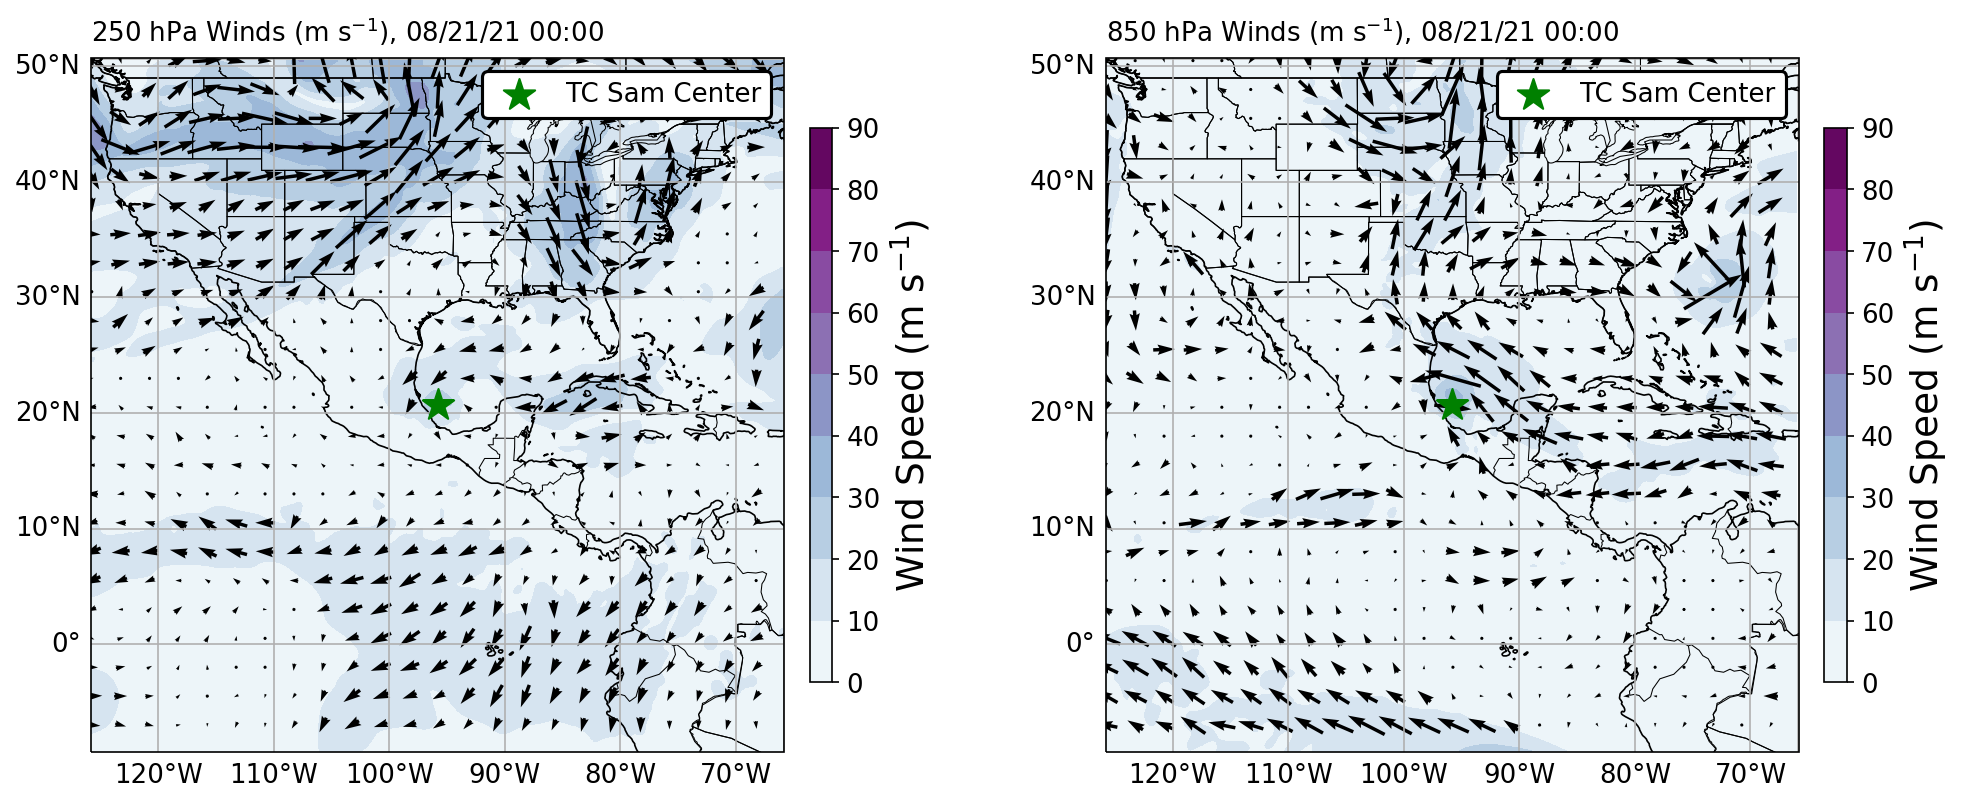 250 hPa Winds (m s⁻¹), 08/21/21 00:00
TC Sam Center
50°N
40°N
30°N
20°N
10°N
0°
120°W 110°W 100°W 90°W 80°W 70°W
90
80
70
60
50
40
30
20
10
0
Wind Speed (m s⁻¹)
850 hPa Winds (m s⁻¹), 08/21/21 00:00
TC Sam Center
50°N
40°N
30°N
20°N
10°N
0°
120°W 110°W 100°W 90°W 80°W 70°W
90
80
70
60
50
40
30
20
10
0
Wind Speed (m s⁻¹)